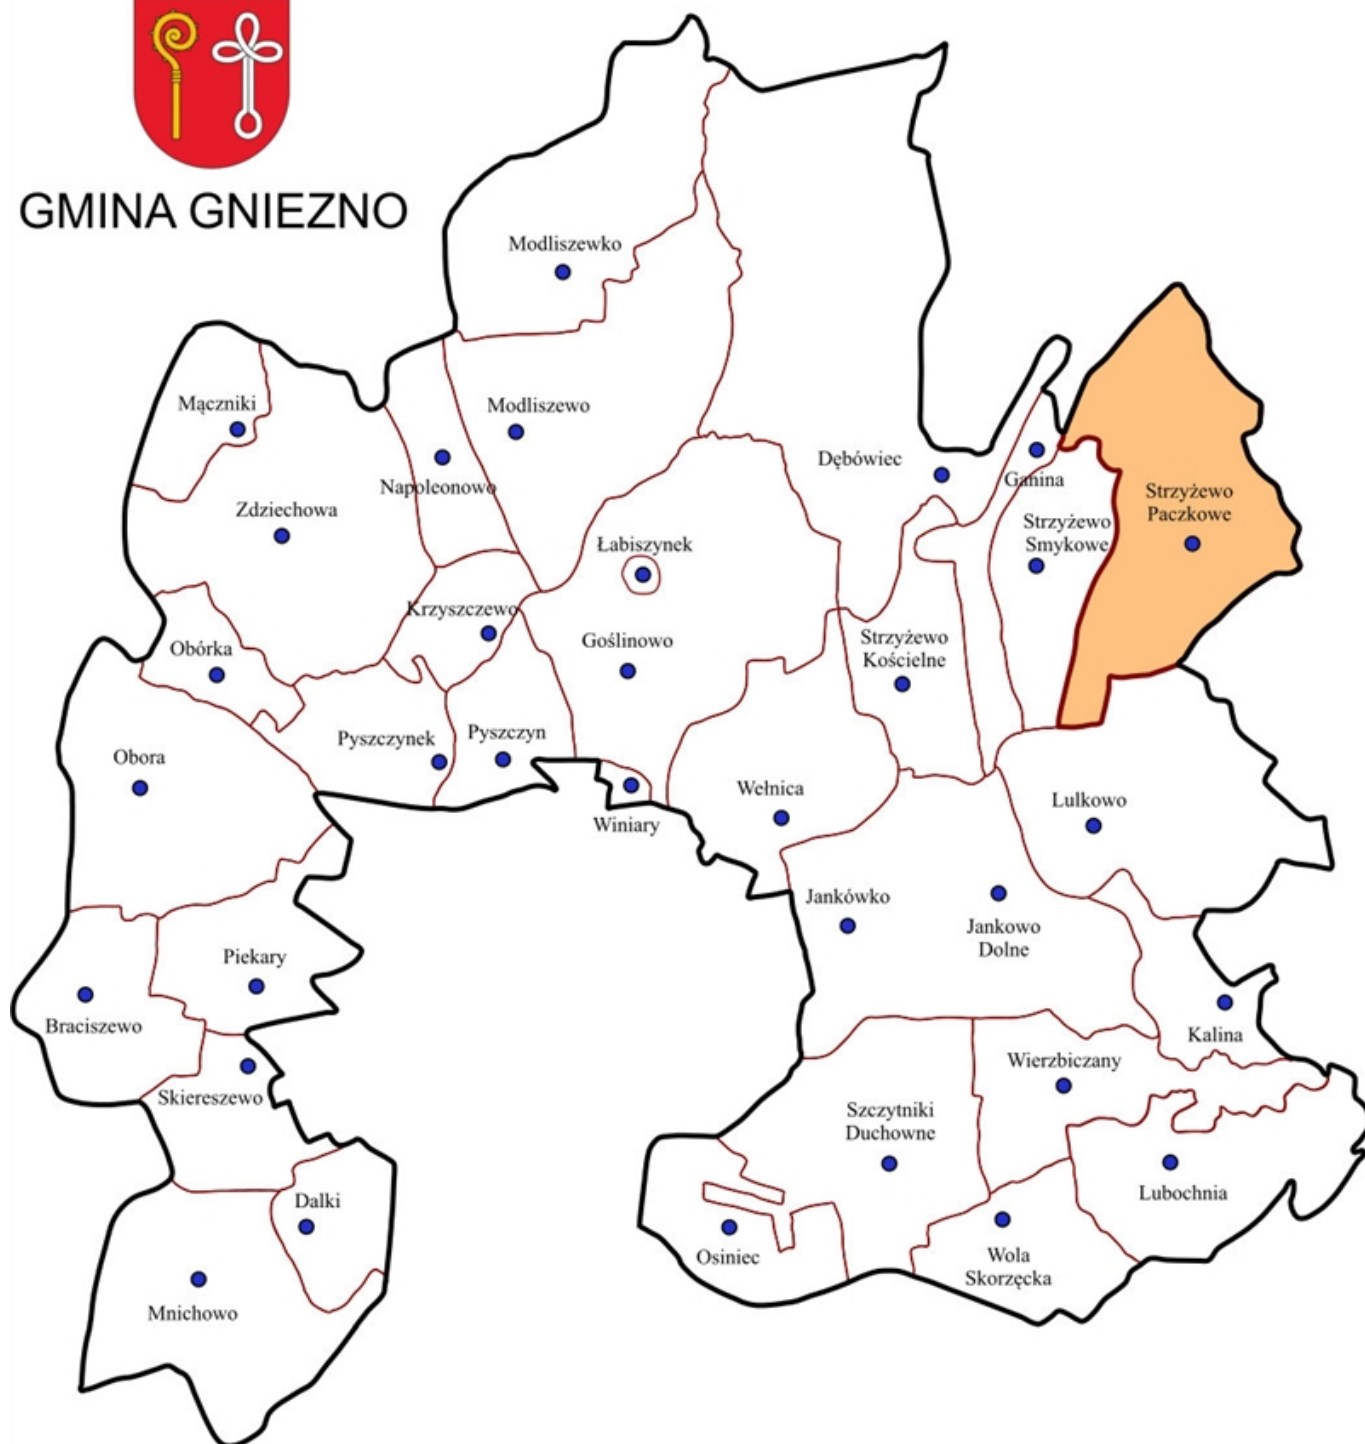 GMINA GNIEZNO
Modliszewko
Mączniki
Modliszewo
Napoleonowo
Dębówiec
Ganina
Strzyżewo
Paczkowe
Zdziechowa
Strzyżewo
Smykowe
Łabiszynek
Krzyszczewo
Goślinowo
Strzyżewo
Kościelne
Obórka
Pyszczynek
Pyszczyn
Obora
Wełnica
Lulkowo
Winiary
Jankówko
Jankowo
Dolne
Piekary
Braciszewo
Kalina
Wierzbiczany
Skiereszewo
Szczytniki
Duchowne
Lubochnia
Dalki
Osiniec
Wola
Skorzęcka
Mnichowo